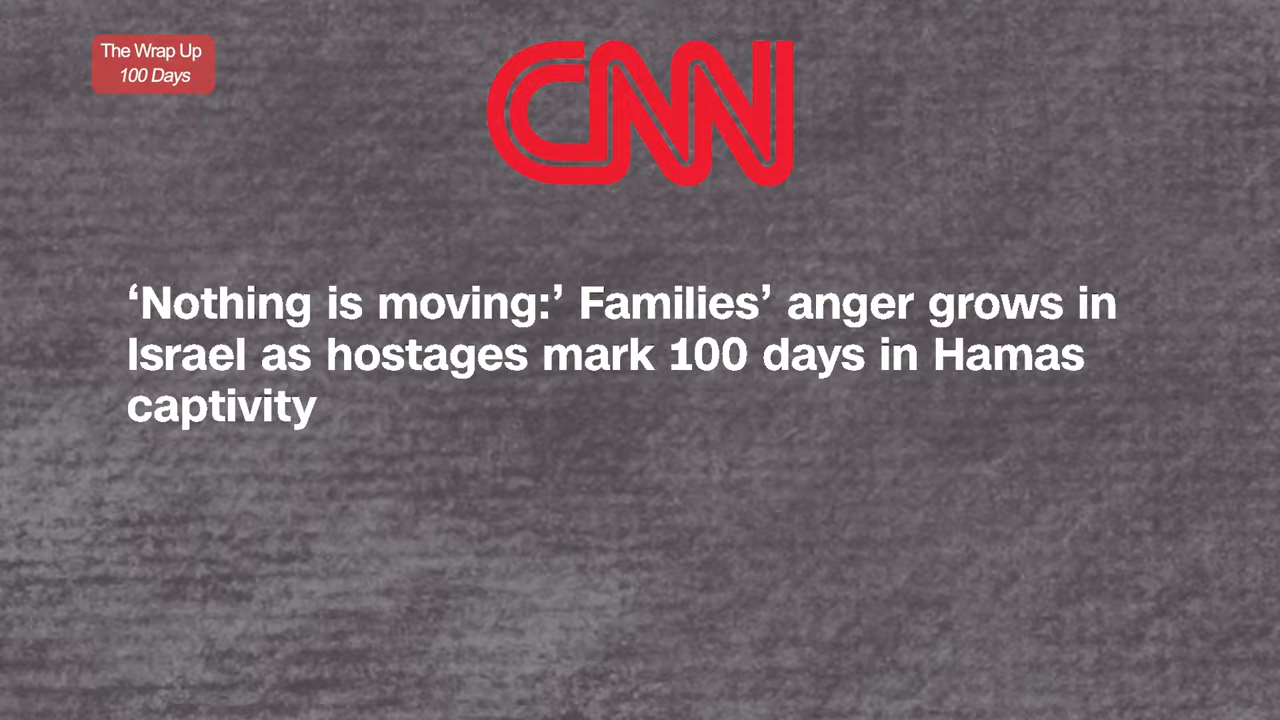 The Wrap Up
100 Days
CNN
‘Nothing is moving:’ Families’ anger grows in
Israel as hostages mark 100 days in Hamas
captivity